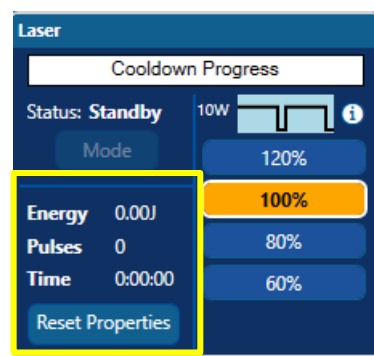 Laser
Cooldown Progress
Status: Standby
10W
Mode
120%
100%
80%
60%
Energy 0.00J
Pulses 0
Time 0:00:00
Reset Properties